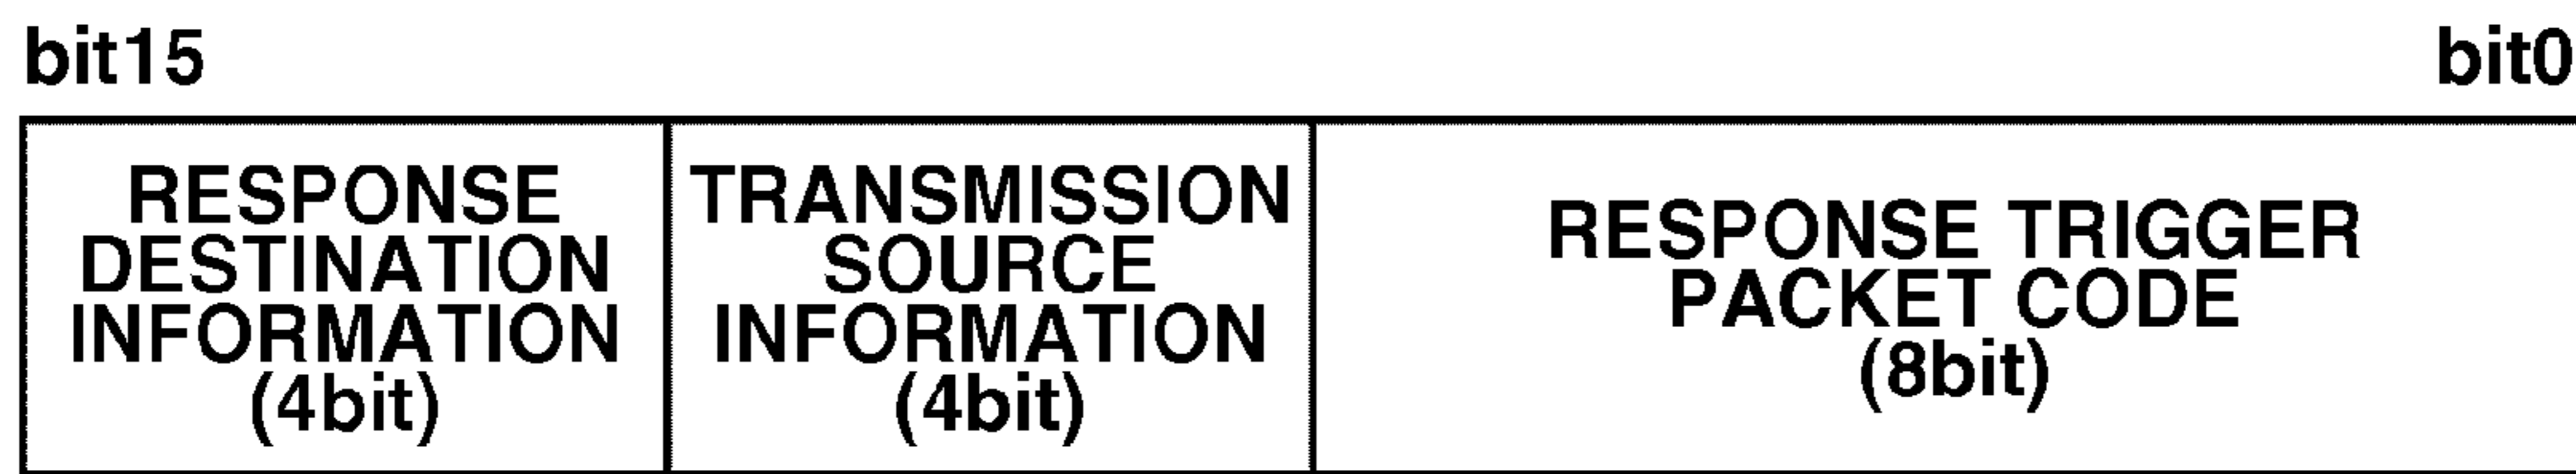 bit15
bit0
RESPONSE
DESTINATION
INFORMATION
(4bit)
TRANSMISSION
SOURCE
INFORMATION
(4bit)
RESPONSE TRIGGER
PACKET CODE
(8bit)